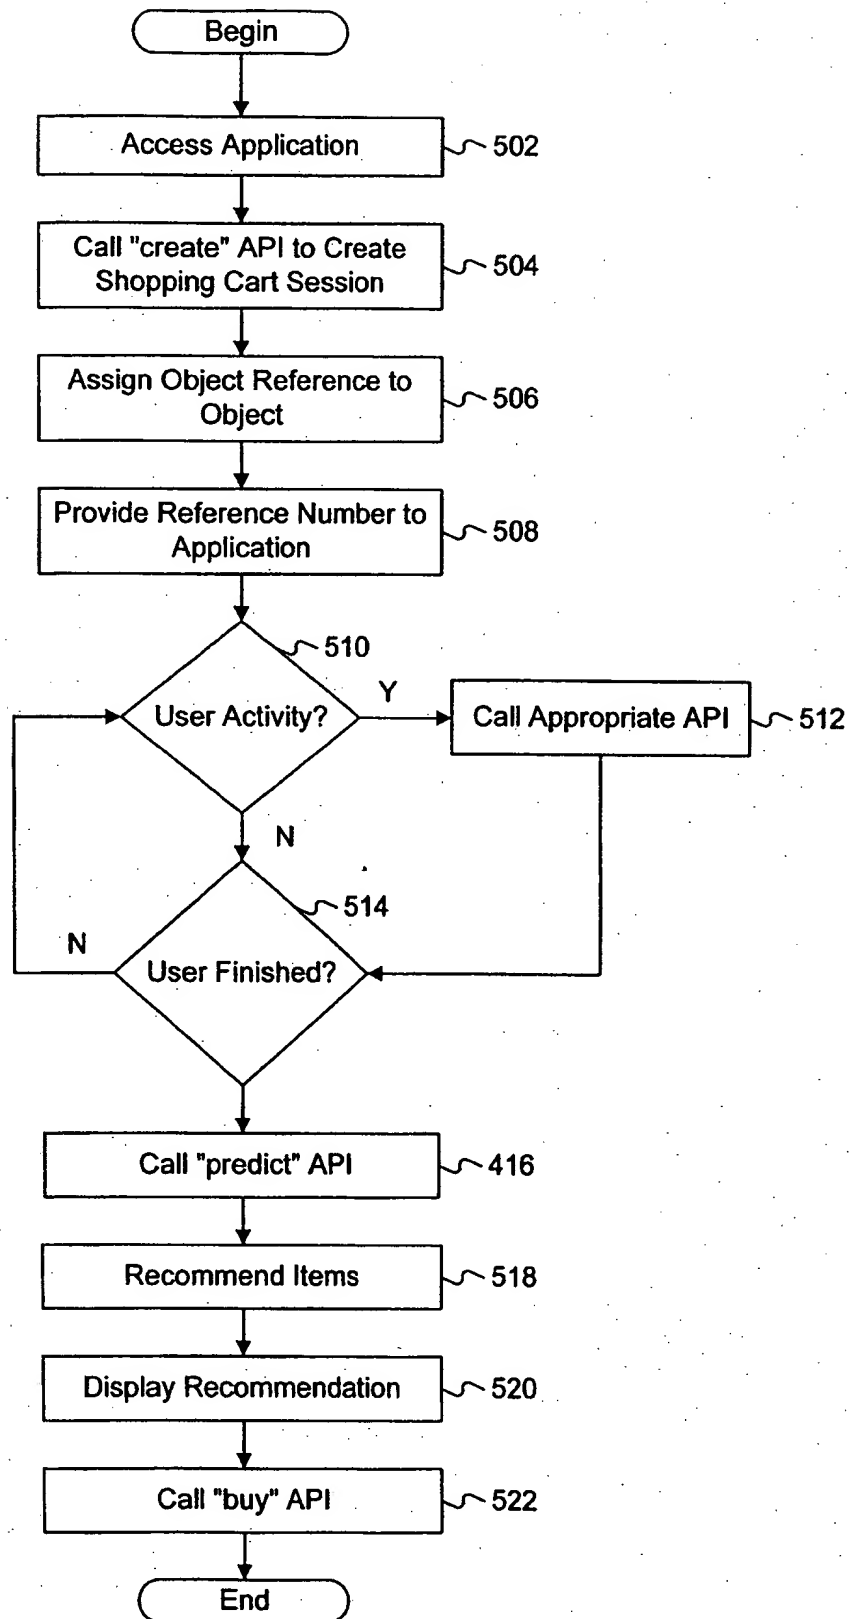 Begin
Access Application
502
Call "create" API to Create
Shopping Cart Session
504
Assign Object Reference to
Object
506
Provide Reference Number to
Application
508
510
User Activity?
Y
Call Appropriate API
512
N
514
N
User Finished?
Call "predict" API
416
Recommend Items
518
Display Recommendation
520
Call "buy" API
522
End